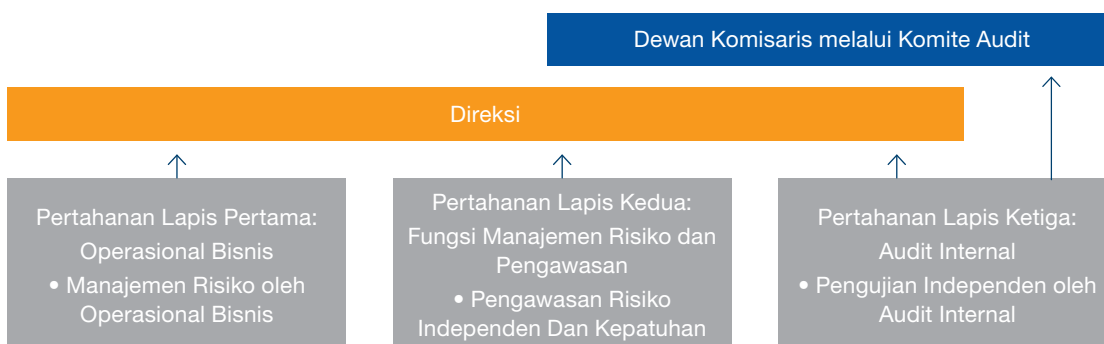 Dewan Komisaris melalui Komite Audit
Direksi
Pertahanan Lapis Pertama:
Operasional Bisnis
• Manajemen Risiko oleh
Operasional Bisnis
Pertahanan Lapis Kedua:
Fungsi Manajemen Risiko dan
Pengawasan
• Pengawasan Risiko
Independen Dan Kepatuhan
Pertahanan Lapis Ketiga:
Audit Internal
• Pengujian Independen oleh
Audit Internal